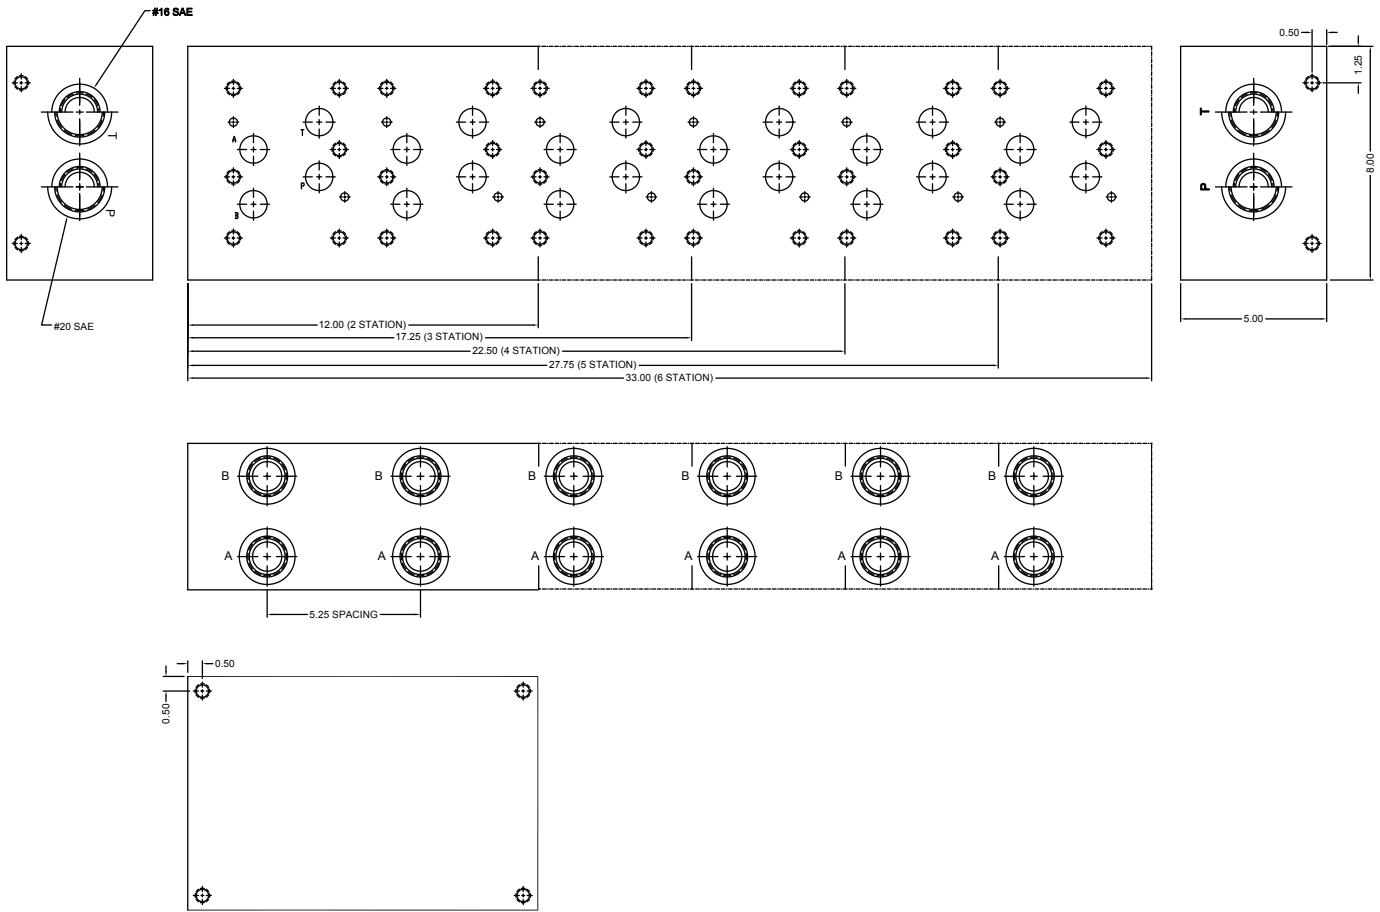 #16 SAE
T
P
#20 SAE
A
T
P
B
0.50
1.25
T
P
8.00
5.00
12.00 (2 STATION)
17.25 (3 STATION)
22.50 (4 STATION)
27.75 (5 STATION)
33.00 (6 STATION)
B B B B B B
A A A A A A
5.25 SPACING
0.50
0.50